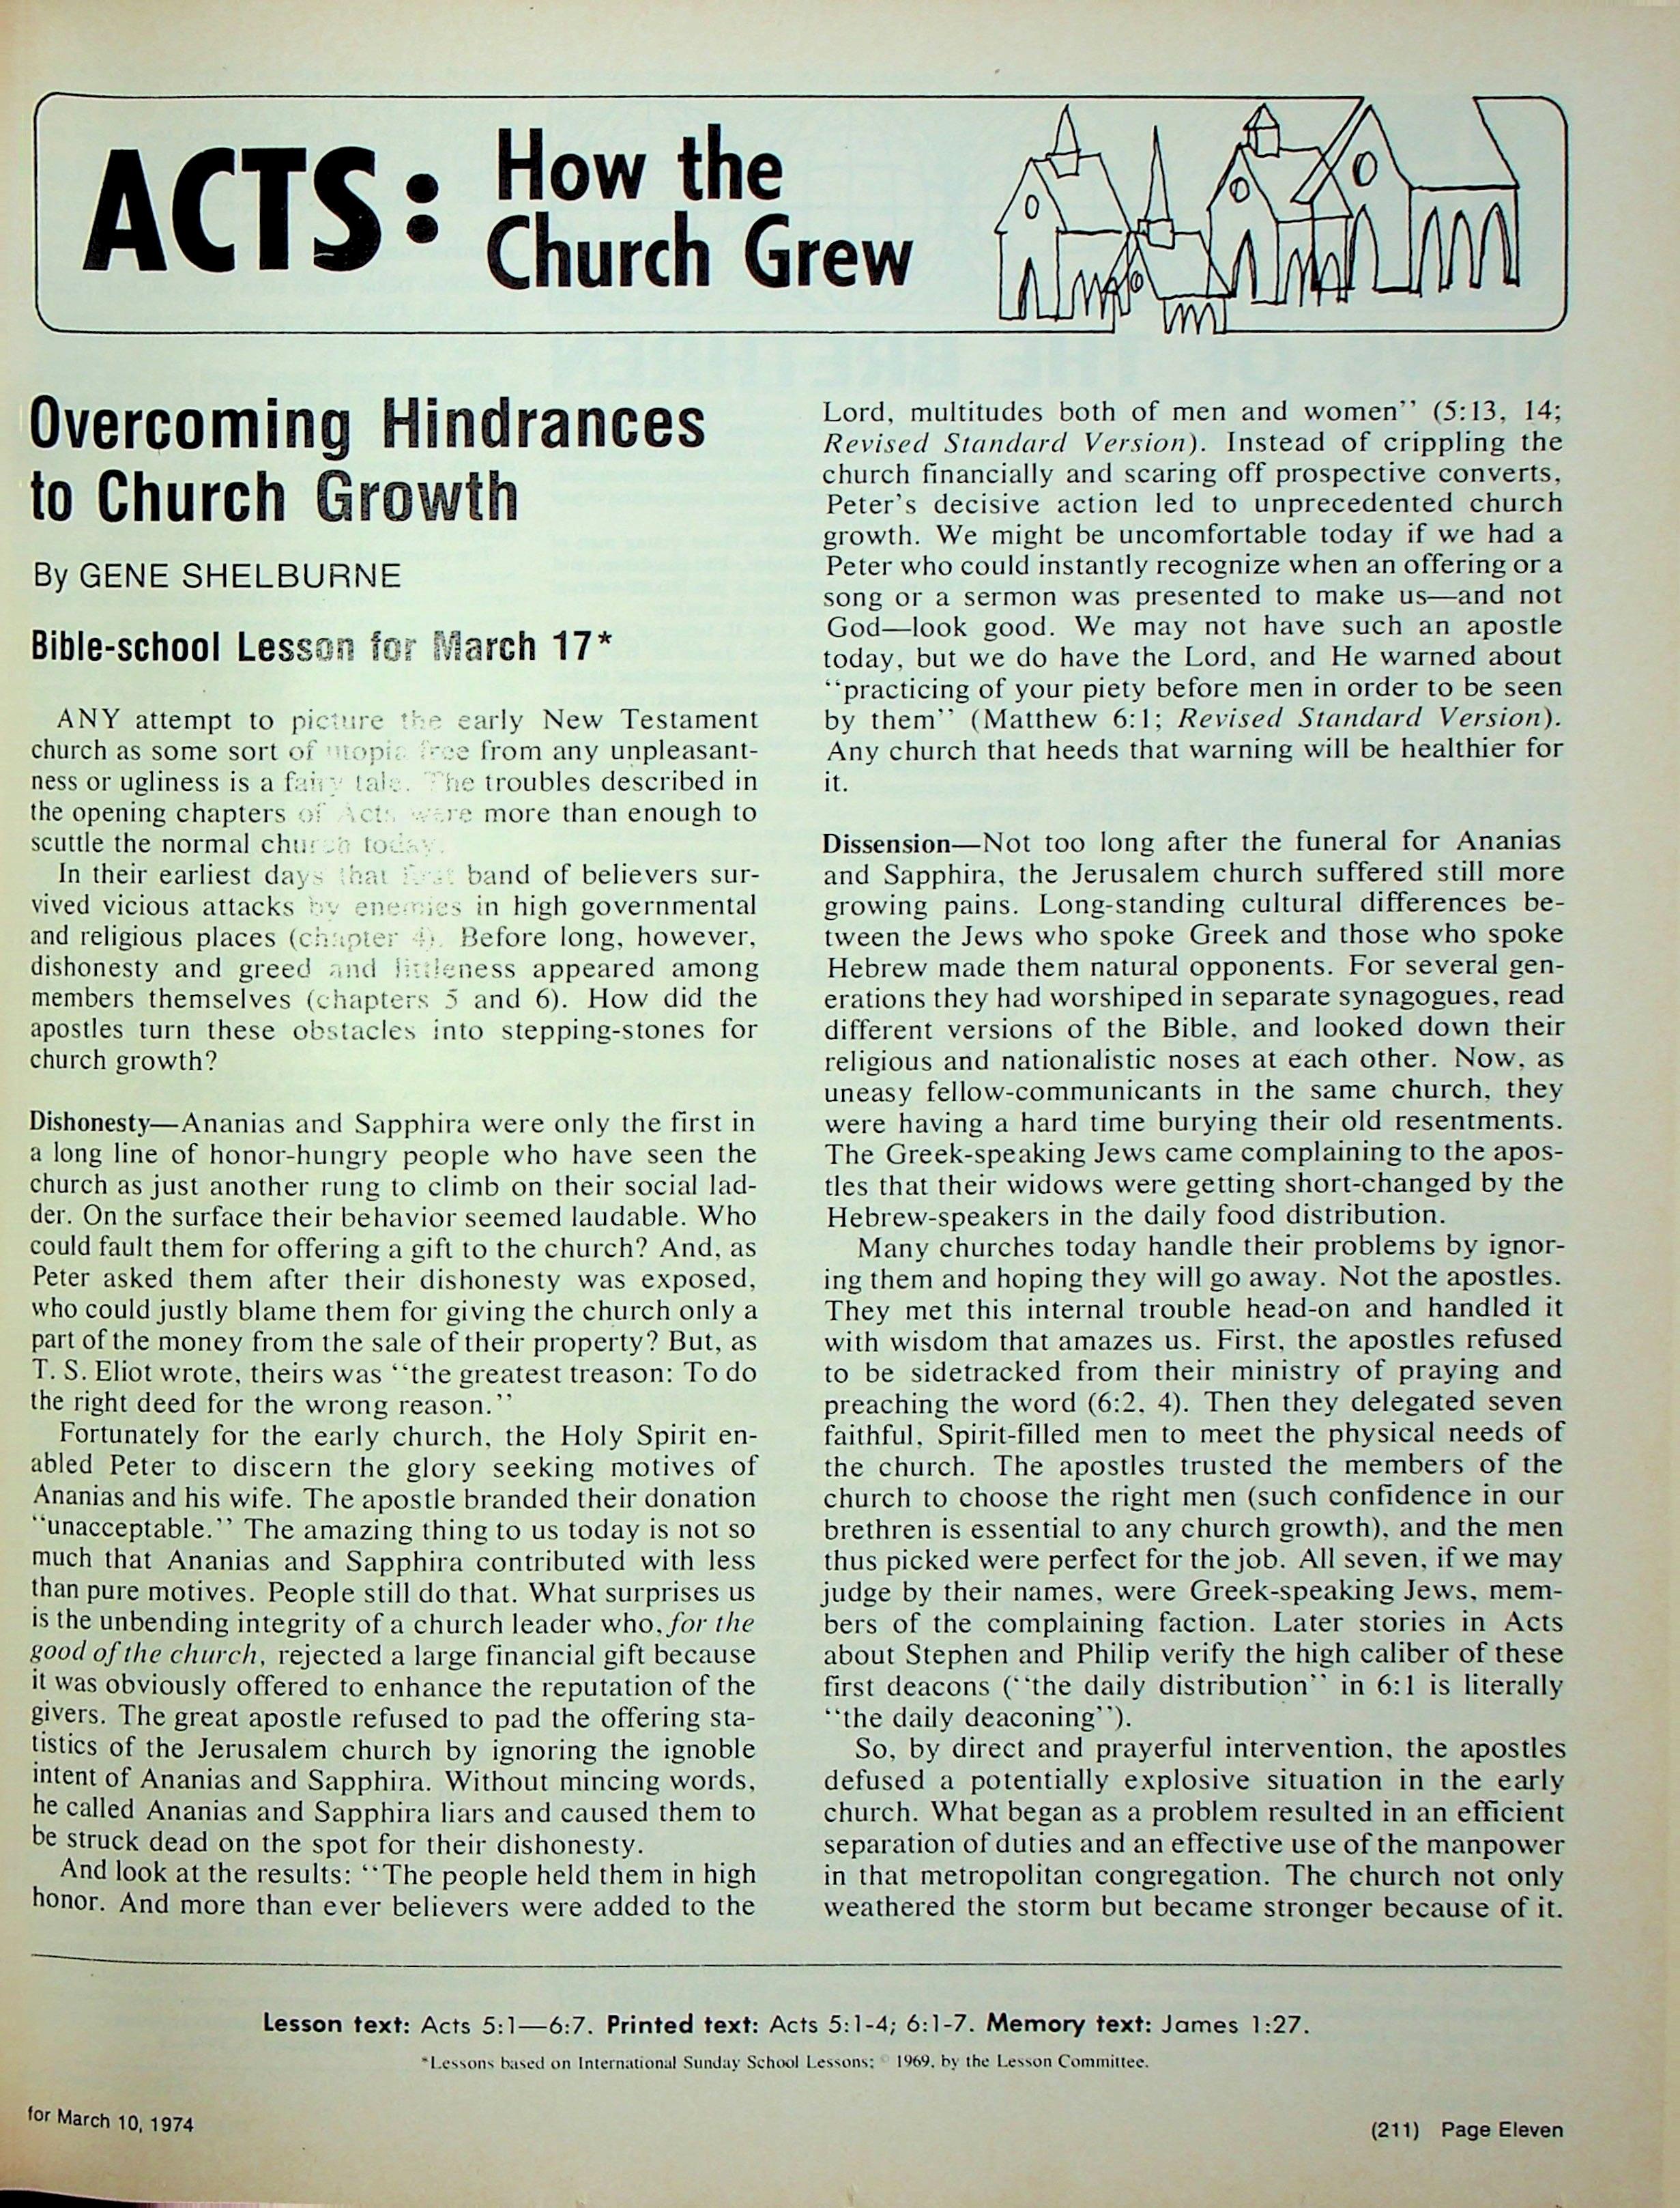 ACTS: How the
Church Grew
Overcoming Hindrances
to Church Growth
By GENE SHELBURNE
Bible-school Lesson for March 17*
ANY attempt to picture the early New Testament
church as some sort of utopia free from any unpleasant-
ness or ugliness is a fairy tale. The troubles described in
the opening chapters of Acts were more than enough to
scuttle the normal church today.
In their earliest days that first band of believers sur-
vived vicious attacks by enemies in high governmental
and religious places (chapter 4). Before long, however,
dishonesty and greed and littleness appeared among
members themselves (chapters 5 and 6). How did the
apostles turn these obstacles into stepping-stones for
church growth?
Dishonesty—Ananias and Sapphira were only the first in
a long line of honor-hungry people who have seen the
church as just another rung to climb on their social lad-
der. On the surface their behavior seemed laudable. Who
could fault them for offering a gift to the church? And, as
Peter asked them after their dishonesty was exposed,
who could justly blame them for giving the church only a
part of the money from the sale of their property? But, as
T. S. Eliot wrote, theirs was “the greatest treason: To do
the right deed for the wrong reason.”
Fortunately for the early church, the Holy Spirit en-
abled Peter to discern the glory seeking motives of
Ananias and his wife. The apostle branded their donation
“unacceptable.” The amazing thing to us today is not so
much that Ananias and Sapphira contributed with less
than pure motives. People still do that. What surprises us
is the unbending integrity of a church leader who, for the
good of the church, rejected a large financial gift because
it was obviously offered to enhance the reputation of the
givers. The great apostle refused to pad the offering sta-
tistics of the Jerusalem church by ignoring the ignoble
intent of Ananias and Sapphira. Without mincing words,
he called Ananias and Sapphira liars and caused them to
be struck dead on the spot for their dishonesty.
And look at the results: “The people held them in high
honor. And more than ever believers were added to the
Lord, multitudes both of men and women” (5:13, 14;
Revised Standard Version). Instead of crippling the
church financially and scaring off prospective converts,
Peter's decisive action led to unprecedented church
growth. We might be uncomfortable today if we had a
Peter who could instantly recognize when an offering or a
song or a sermon was presented to make us—and not
God—look good. We may not have such an apostle
today, but we do have the Lord, and He warned about
“practicing of your piety before men in order to be seen
by them” (Matthew 6:1; Revised Standard Version).
Any church that heeds that warning will be healthier for
it.
Dissension—Not too long after the funeral for Ananias
and Sapphira, the Jerusalem church suffered still more
growing pains. Long-standing cultural differences be-
tween the Jews who spoke Greek and those who spoke
Hebrew made them natural opponents. For several gen-
erations they had worshiped in separate synagogues, read
different versions of the Bible, and looked down their
religious and nationalistic noses at each other. Now, as
uneasy fellow-communicants in the same church, they
were having a hard time burying their old resentments.
The Greek-speaking Jews came complaining to the apos-
tles that their widows were getting short-changed by the
Hebrew-speakers in the daily food distribution.
Many churches today handle their problems by ignor-
ing them and hoping they will go away. Not the apostles.
They met this internal trouble head-on and handled it
with wisdom that amazes us. First, the apostles refused
to be sidetracked from their ministry of praying and
preaching the word (6:2, 4). Then they delegated seven
faithful, Spirit-filled men to meet the physical needs of
the church. The apostles trusted the members of the
church to choose the right men (such confidence in our
brethren is essential to any church growth), and the men
thus picked were perfect for the job. All seven, if we may
judge by their names, were Greek-speaking Jews, mem-
bers of the complaining faction. Later stories in Acts
about Stephen and Philip verify the high caliber of these
first deacons (“the daily distribution” in 6:1 is literally
“the daily deaconing”).
So, by direct and prayerful intervention, the apostles
defused a potentially explosive situation in the early
church. What began as a problem resulted in an efficient
separation of duties and an effective use of the manpower
in that metropolitan congregation. The church not only
weathered the storm but became stronger because of it.
Lesson text: Acts 5:1—6:7. Printed text: Acts 5:1-4; 6:1-7. Memory text: James 1:27.
*Lessons based on International Sunday School Lessons; © 1969, by the Lesson Committee.
for March 10, 1974
(211) Page Eleven